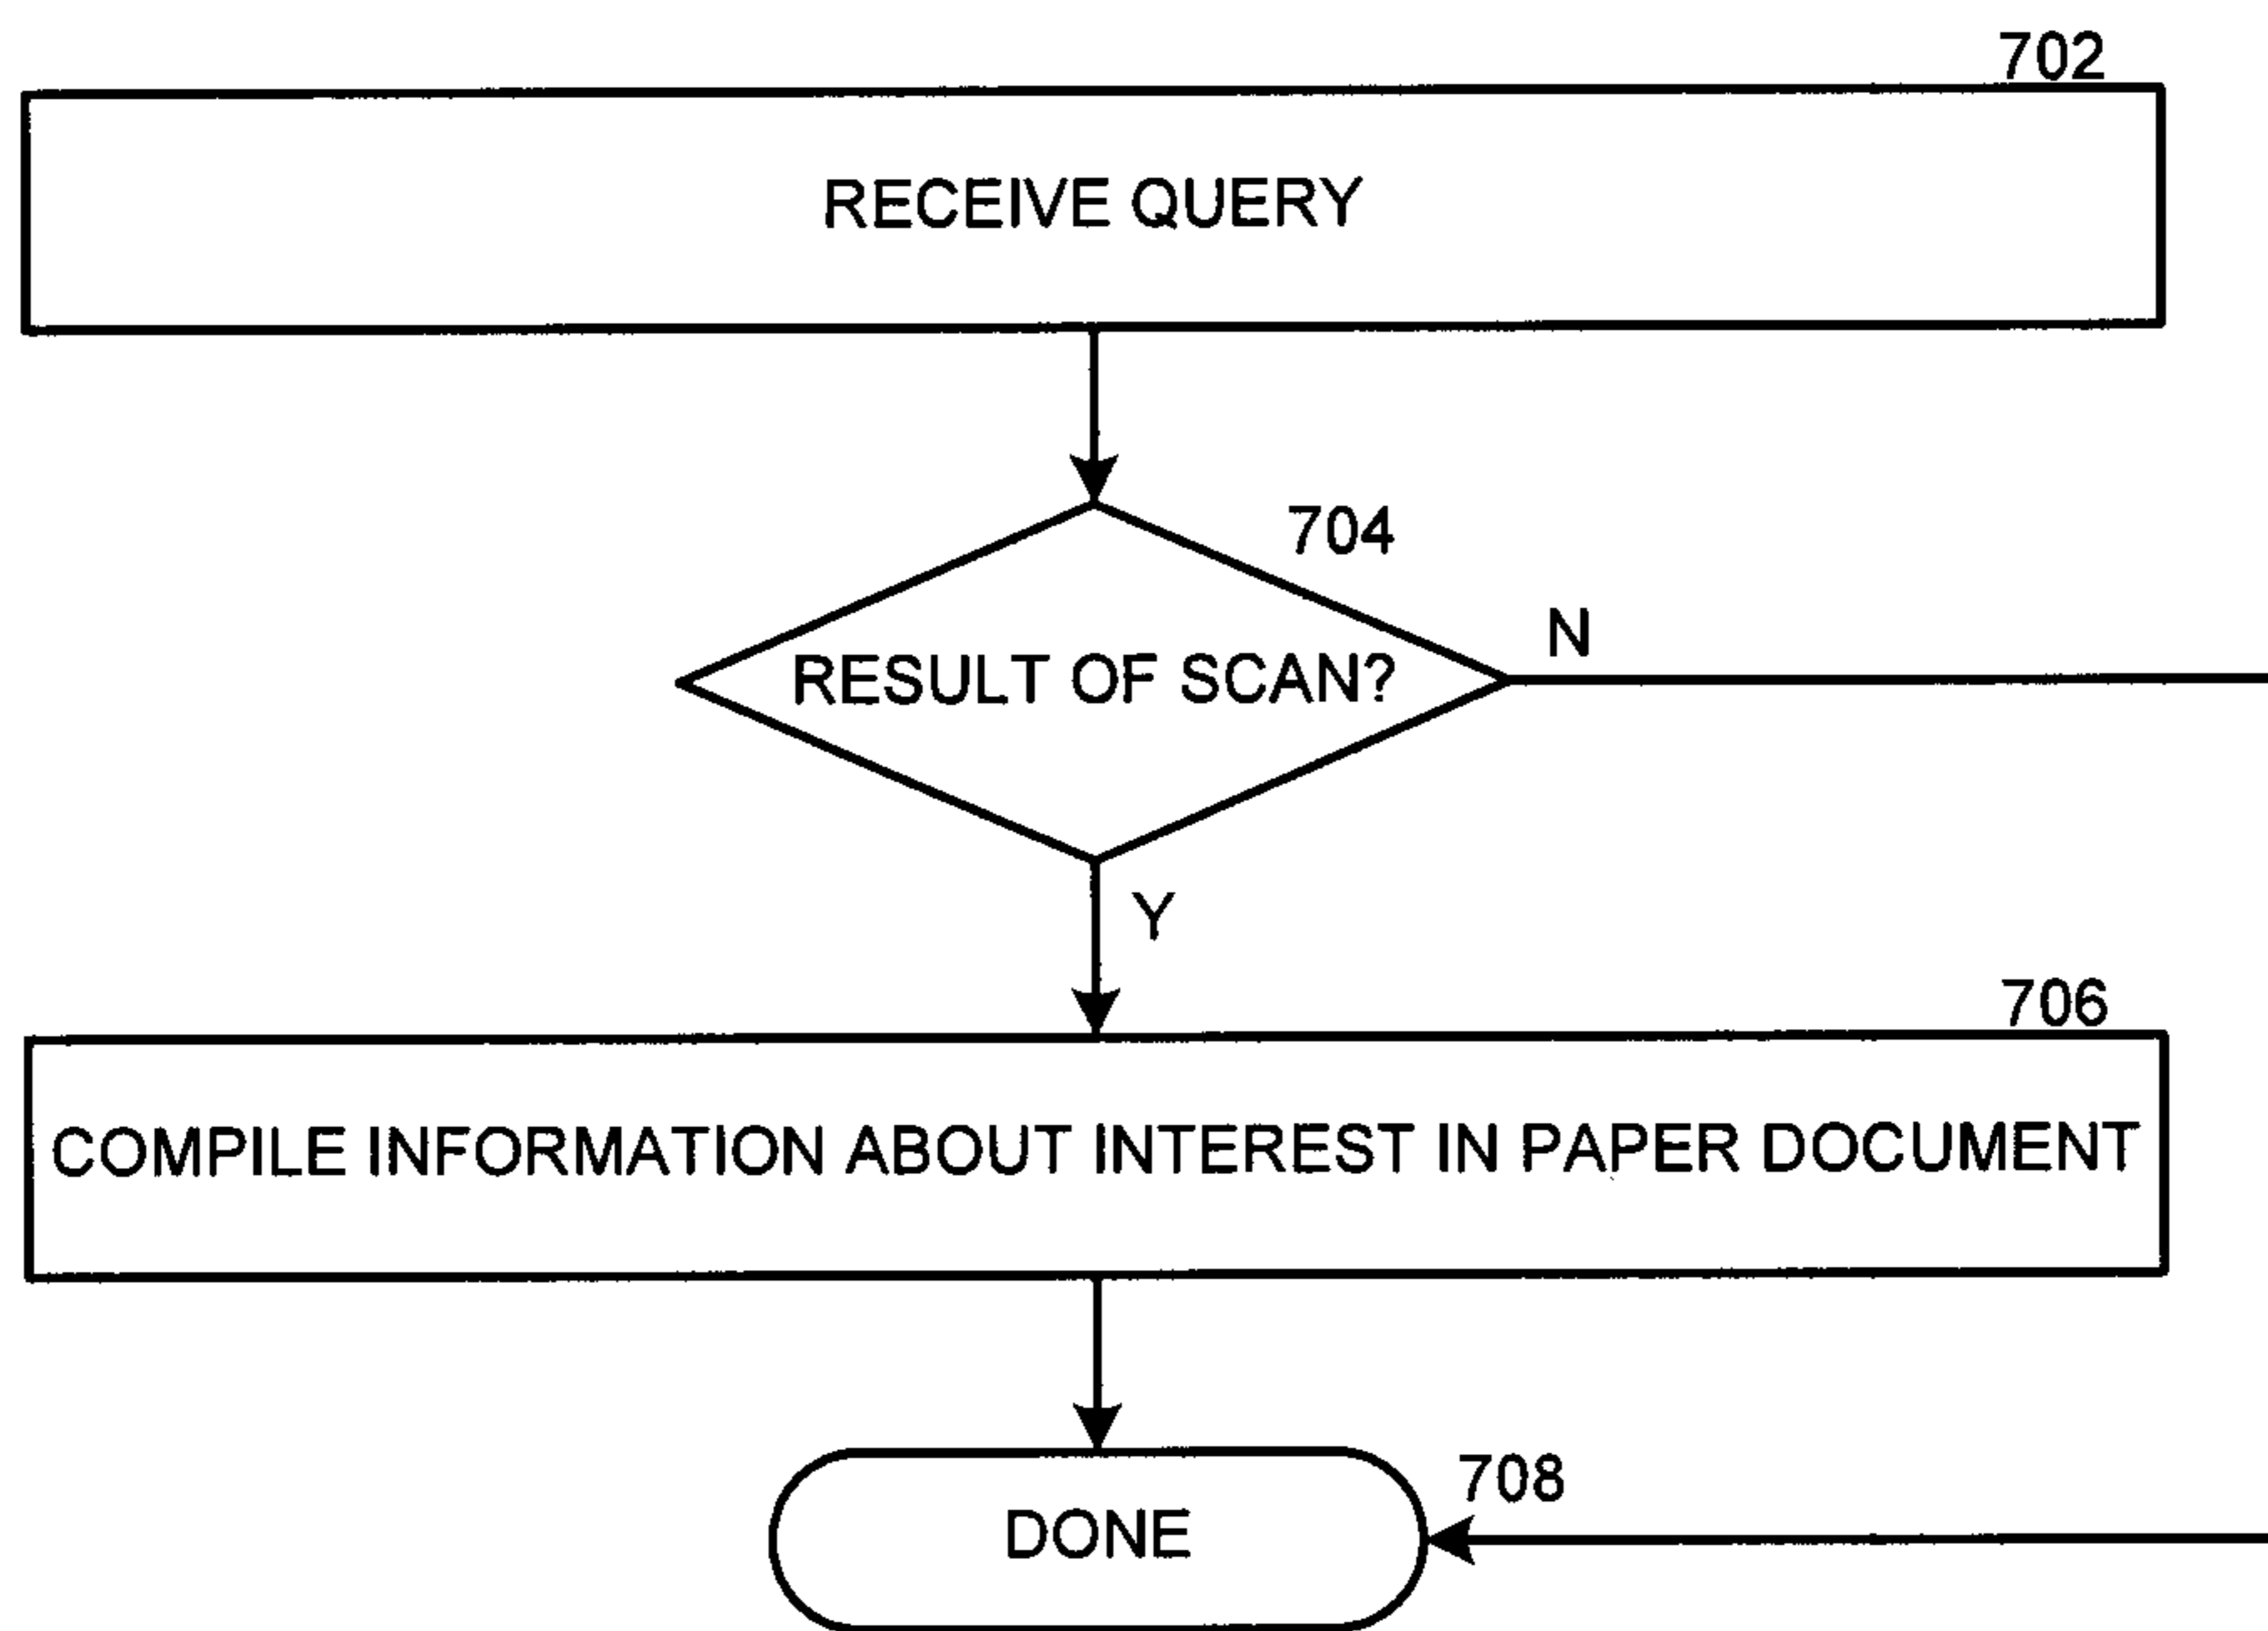 702
RECEIVE QUERY
704
N
RESULT OF SCAN?
Y
706
COMPILE INFORMATION ABOUT INTEREST IN PAPER DOCUMENT
708
DONE